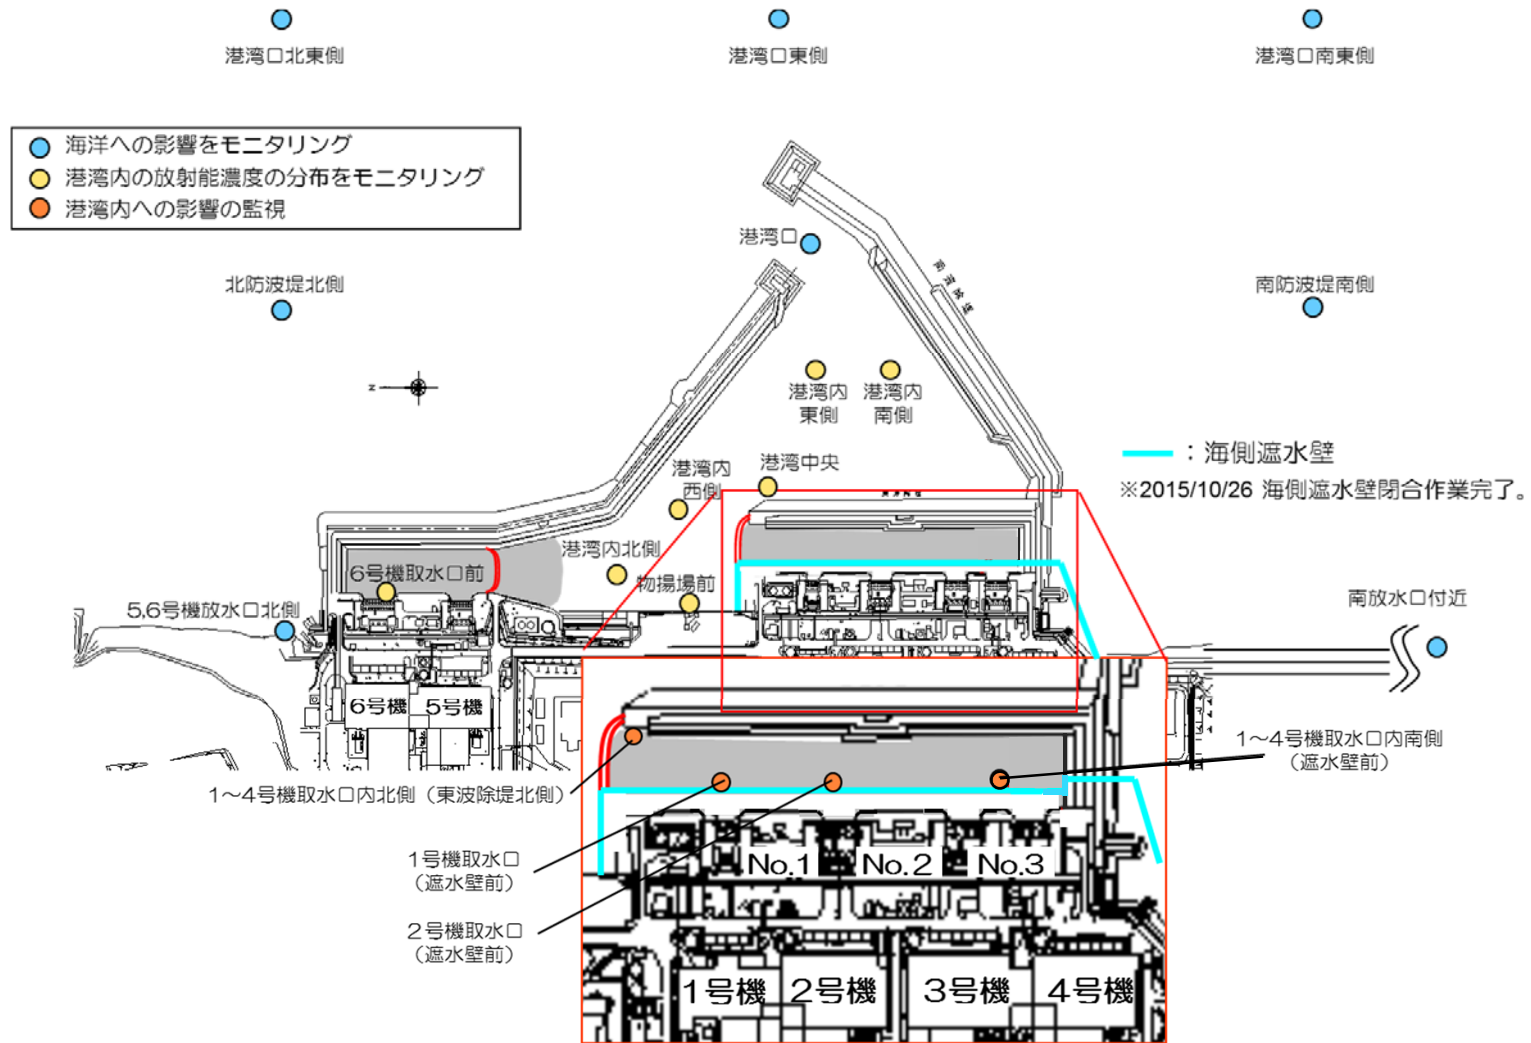 港湾口北東側
港湾口東側
港湾口南東側
海洋への影響をモニタリング
港湾内の放射能濃度の分布をモニタリング
港湾内への影響の監視
港湾口
北防波堤北側
南防波堤南側
南防波堤
N
港湾内
東側
港湾内
南側
港湾内
西側
港湾中央
：海側遮水壁
※2015/10/26 海側遮水壁閉合作業完了。
港湾内北側
6号機取水口前
物揚場前
5,6号機放水口北側
南放水口付近
6号機
5号機
1～4号機取水口内南側
（遮水壁前）
1～4号機取水口内北側（東波除堤北側）
1号機取水口
（遮水壁前）
2号機取水口
（遮水壁前）
No.1
No.2
No.3
1号機
2号機
3号機
4号機